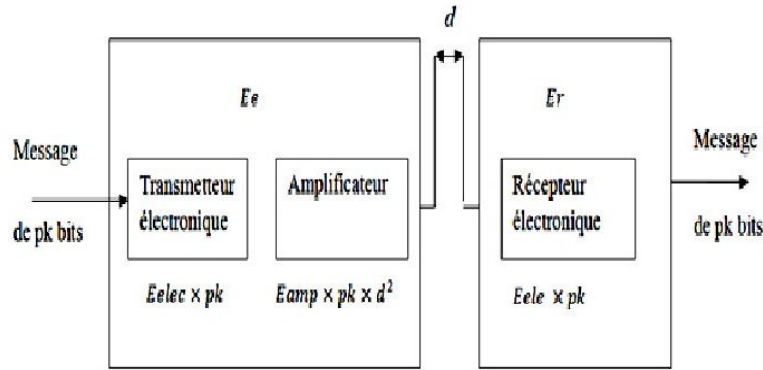 d
Ee
Er
Message
de pk bits
Transmetteur
électronique
Amplificateur
Récepteur
électronique
Message
de pk bits
Eelec × pk
Eamp × pk × d²
Eele × pk